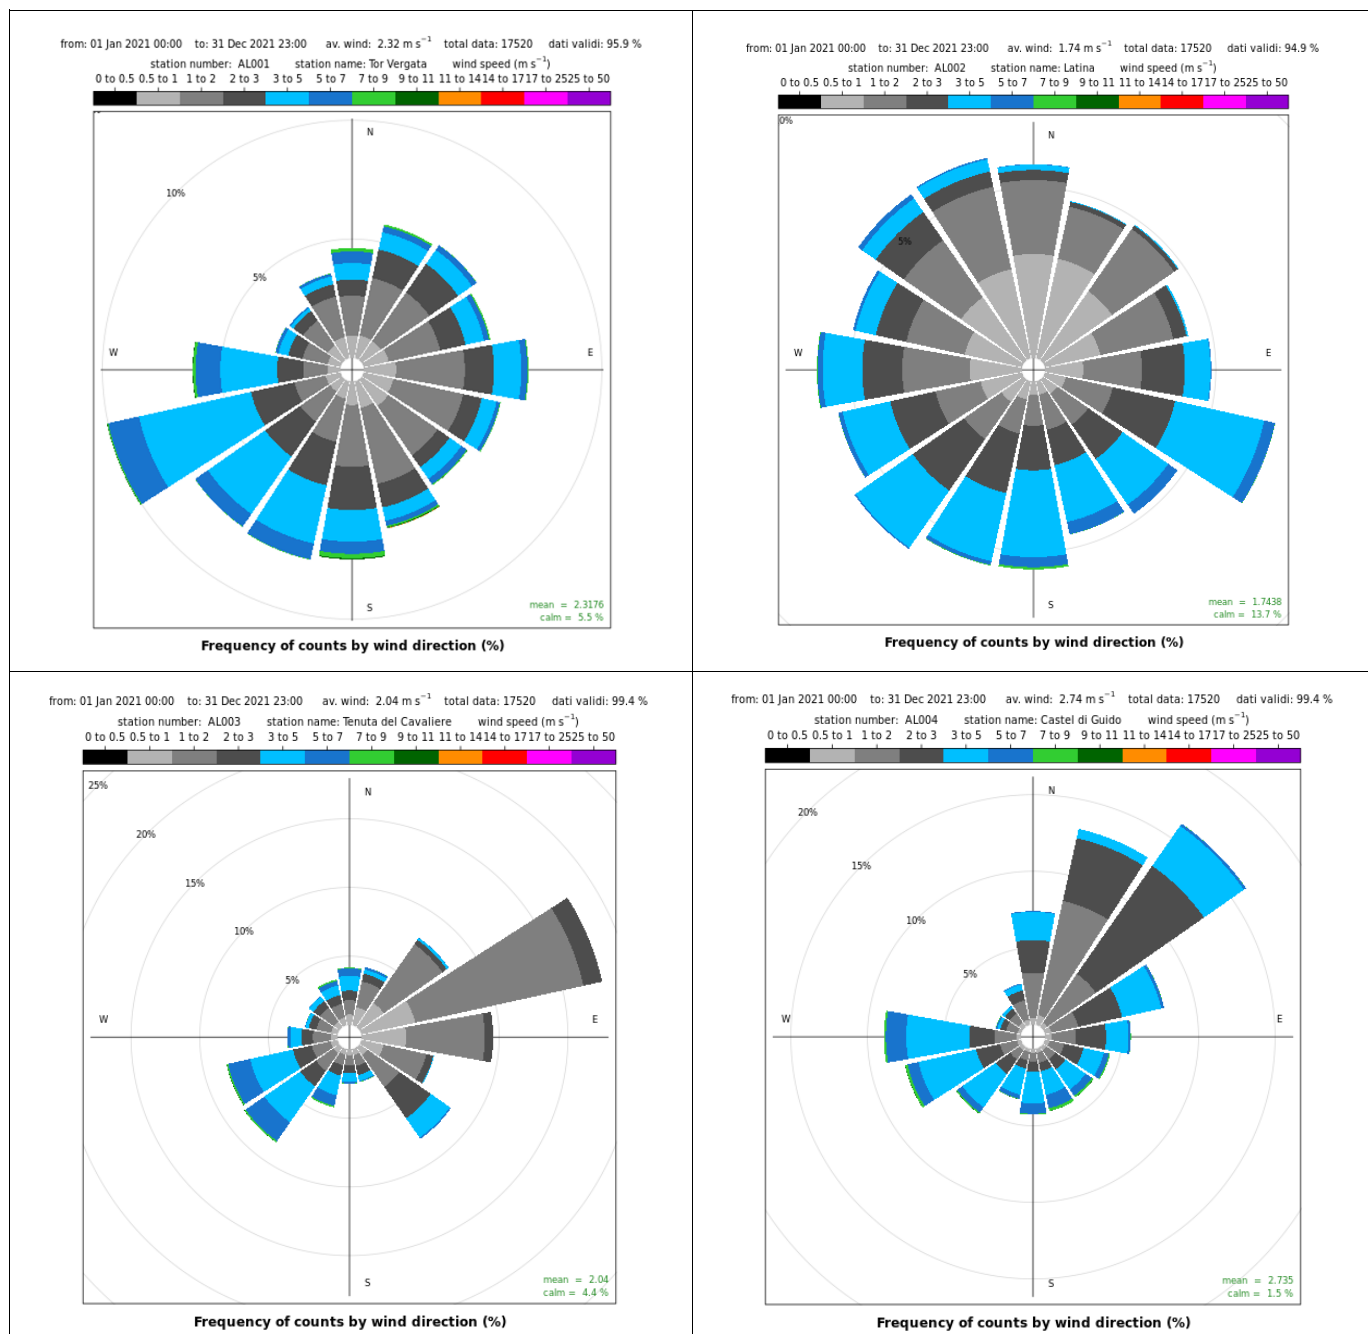 from: 01 Jan 2021 00:00 to: 31 Dec 2021 23:00 av. wind: 2.32 m s⁻¹ total data: 17520 dati validi: 95.9 %
station number: AL001 station name: Tor Vergata wind speed (m s⁻¹)
0 to 0.5 0.5 to 1 1 to 2 2 to 3 3 to 5 5 to 7 7 to 9 9 to 11 11 to 14 14 to 17 17 to 25 25 to 50
N
10%
5%
W
E
S
mean = 2.3176
calm = 5.5 %
Frequency of counts by wind direction (%)
from: 01 Jan 2021 00:00 to: 31 Dec 2021 23:00 av. wind: 1.74 m s⁻¹ total data: 17520 dati validi: 94.9 %
station number: AL002 station name: Latina wind speed (m s⁻¹)
0 to 0.5 0.5 to 1 1 to 2 2 to 3 3 to 5 5 to 7 7 to 9 9 to 11 11 to 14 14 to 17 17 to 25 25 to 50
0%
N
5%
W
E
S
mean = 1.7438
calm = 13.7 %
Frequency of counts by wind direction (%)
from: 01 Jan 2021 00:00 to: 31 Dec 2021 23:00 av. wind: 2.04 m s⁻¹ total data: 17520 dati validi: 99.4 %
station number: AL003 station name: Tenuta del Cavaliere wind speed (m s⁻¹)
0 to 0.5 0.5 to 1 1 to 2 2 to 3 3 to 5 5 to 7 7 to 9 9 to 11 11 to 14 14 to 17 17 to 25 25 to 50
25%
N
20%
15%
10%
5%
W
E
S
mean = 2.04
calm = 4.4 %
Frequency of counts by wind direction (%)
from: 01 Jan 2021 00:00 to: 31 Dec 2021 23:00 av. wind: 2.74 m s⁻¹ total data: 17520 dati validi: 99.4 %
station number: AL004 station name: Castel di Guido wind speed (m s⁻¹)
0 to 0.5 0.5 to 1 1 to 2 2 to 3 3 to 5 5 to 7 7 to 9 9 to 11 11 to 14 14 to 17 17 to 25 25 to 50
N
20%
15%
10%
5%
W
E
S
mean = 2.735
calm = 1.5 %
Frequency of counts by wind direction (%)